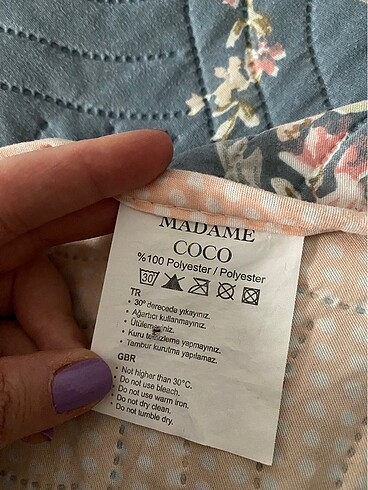 MADAME
COCO
%100 Polyester / Polyester
30
TR
• 30° derecede yıkayınız.
• Ağartıcı kullanmayınız.
• Kuru temizleme yapmayınız.
• Tambur kurutma yapılamaz.
GBR
• Not higher than 30°C.
• Do not use bleach.
• Do not use warm iron.
• Do not dry clean.
• Do not tumble dry.